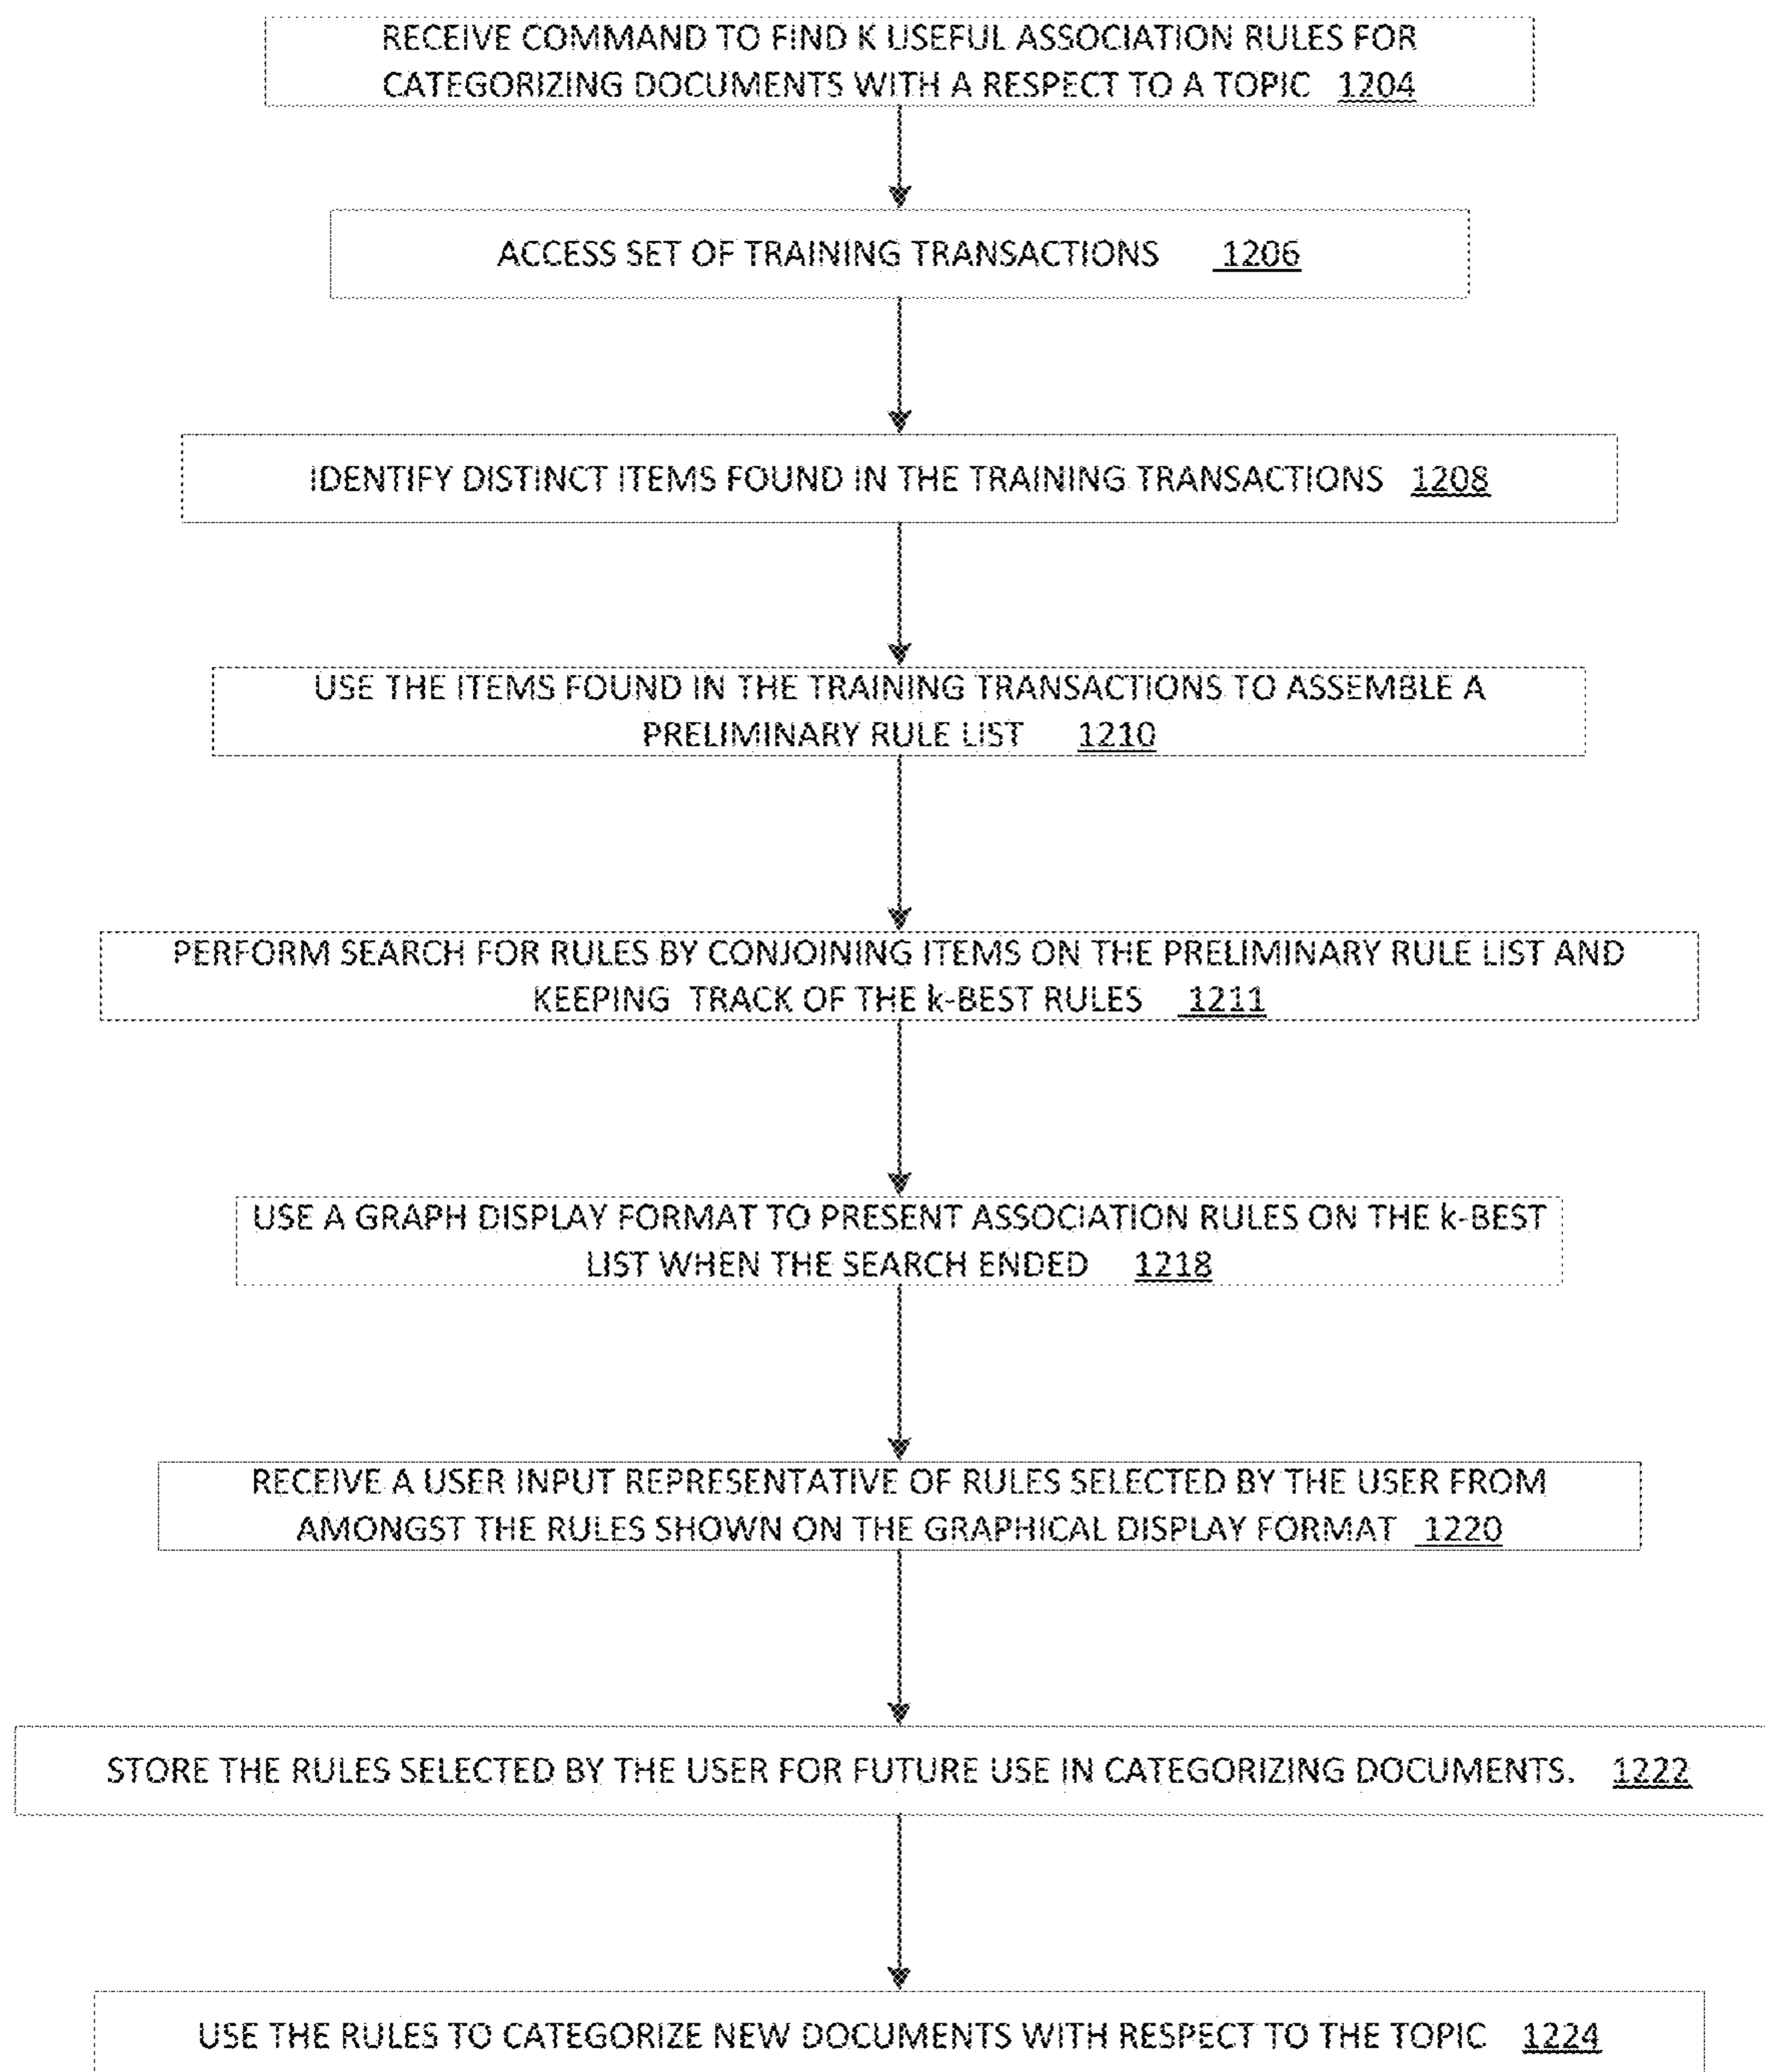 RECEIVE COMMAND TO FIND K USEFUL ASSOCIATION RULES FOR
CATEGORIZING DOCUMENTS WITH A RESPECT TO A TOPIC 1204
ACCESS SET OF TRAINING TRANSACTIONS 1206
IDENTIFY DISTINCT ITEMS FOUND IN THE TRAINING TRANSACTIONS 1208
USE THE ITEMS FOUND IN THE TRAINING TRANSACTIONS TO ASSEMBLE A
PRELIMINARY RULE LIST 1210
PERFORM SEARCH FOR RULES BY CONJOINING ITEMS ON THE PRELIMINARY RULE LIST AND
KEEPING TRACK OF THE k-BEST RULES 1211
USE A GRAPH DISPLAY FORMAT TO PRESENT ASSOCIATION RULES ON THE k-BEST
LIST WHEN THE SEARCH ENDED 1218
RECEIVE A USER INPUT REPRESENTATIVE OF RULES SELECTED BY THE USER FROM
AMONGST THE RULES SHOWN ON THE GRAPHICAL DISPLAY FORMAT 1220
STORE THE RULES SELECTED BY THE USER FOR FUTURE USE IN CATEGORIZING DOCUMENTS. 1222
USE THE RULES TO CATEGORIZE NEW DOCUMENTS WITH RESPECT TO THE TOPIC 1224